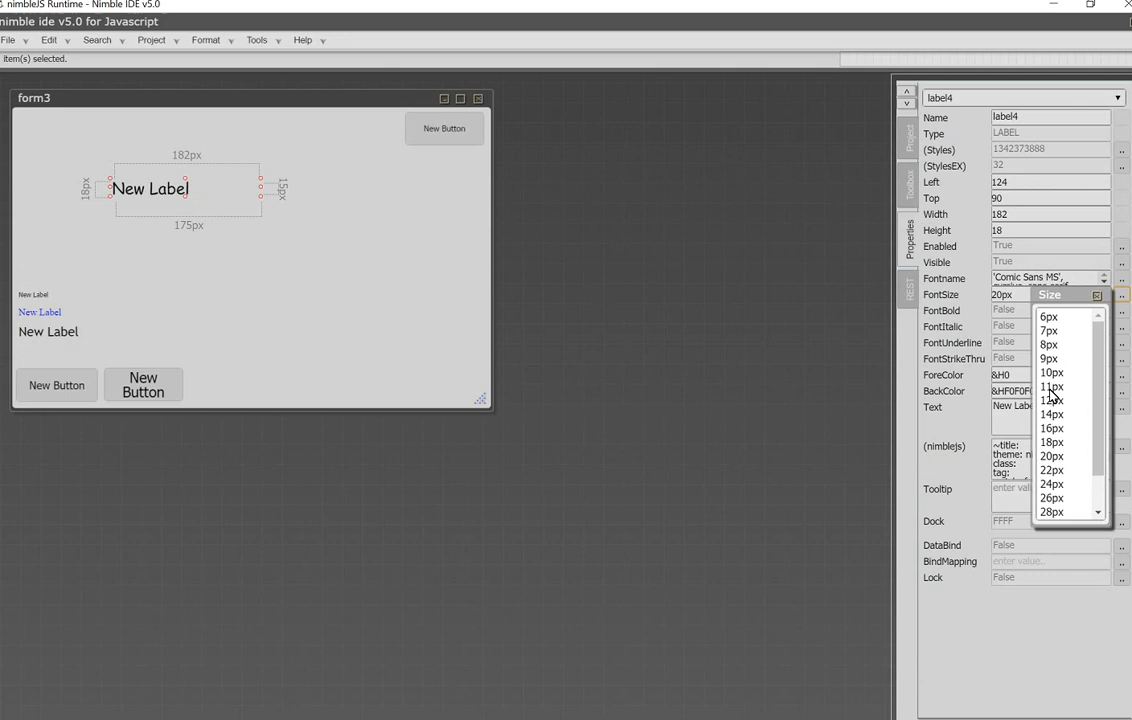 nimbleJS Runtime - Nimble IDE v5.0
nimble ide v5.0 for Javascript
File Edit Search Project Format Tools Help
item(s) selected.
form3
New Button
182px
18px
New Label
15px
175px
New Label
New Label
New Label
New Button
New
Button
Project
Toolbox
Properties
REST
label4
Name label4
Type LABEL
(Styles) 1342373888 ..
(StylesEX) 32 ..
Left 124
Top 90
Width 182
Height 18
Enabled True ..
Visible True ..
Fontname 'Comic Sans MS', ..
FontSize 20px ..
FontBold False ..
FontItalic False ..
FontUnderline False ..
FontStrikeThru False ..
ForeColor &H0 ..
BackColor &HF0F0F ..
Text New Labe ..
(nimblejs) ~title: ..
theme: n
class:
tag:
Tooltip enter valu ..
Dock FFFF ..
DataBind False ..
BindMapping enter value.. ..
Lock False ..
Size
6px
7px
8px
9px
10px
11px
12px
14px
16px
18px
20px
22px
24px
26px
28px